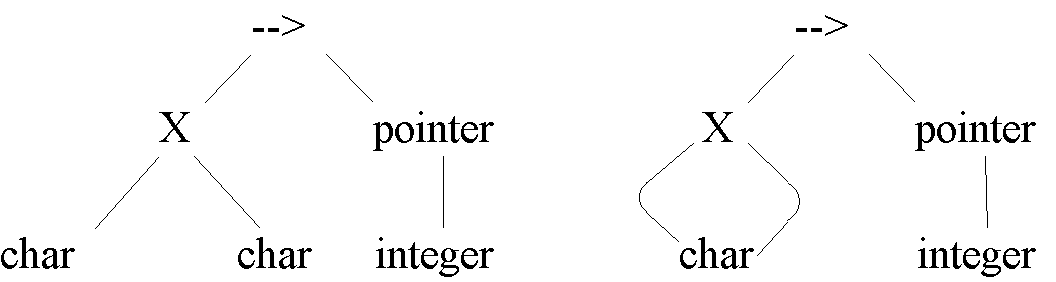 --> -->
X pointer X pointer
char char integer char integer